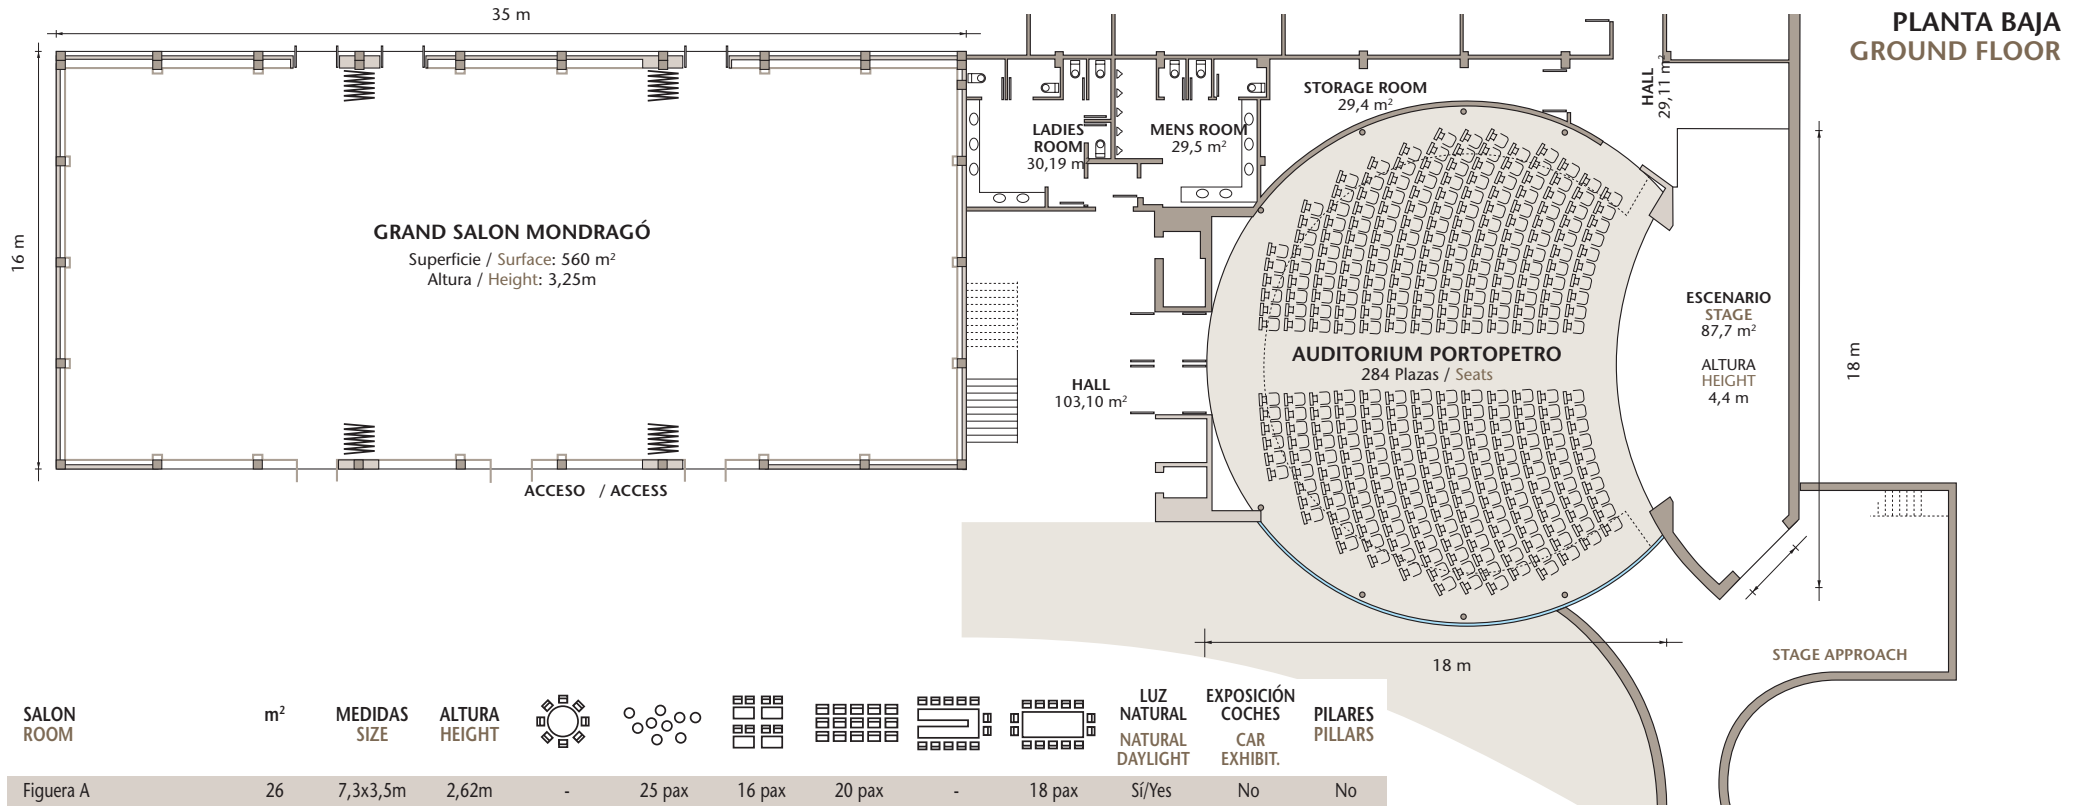 35 m
PLANTA BAJA
GROUND FLOOR
16 m
GRAND SALON MONDRAGÓ
Superficie / Surface: 560 m²
Altura / Height: 3,25m
ACCESO / ACCESS
LADIES
ROOM
30,19 m²
MENS ROOM
29,5 m²
STORAGE ROOM
29,4 m²
HALL
29,11 m²
HALL
103,10 m²
AUDITORIUM PORTOPETRO
284 Plazas / Seats
ESCENARIO
STAGE
87,7 m²
ALTURA
HEIGHT
4,4 m
18 m
18 m
STAGE APPROACH
SALON
ROOM
m²
MEDIDAS
SIZE
ALTURA
HEIGHT
LUZ
NATURAL
NATURAL
DAYLIGHT
EXPOSICIÓN
COCHES
CAR
EXHIBIT.
PILARES
PILLARS
Figuera A 26 7,3x3,5m 2,62m - 25 pax 16 pax 20 pax - 18 pax Sí/Yes No No